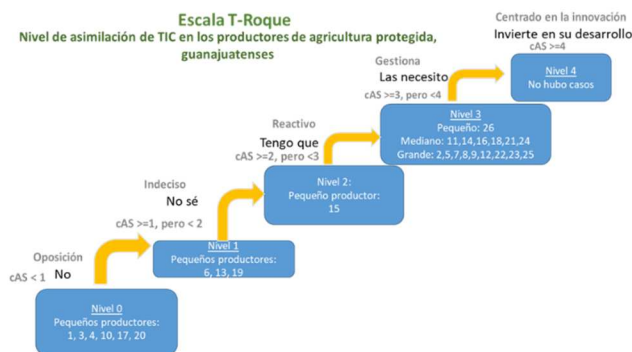 Escala T-Roque
Nivel de asimilación de TIC en los productores de agricultura protegida,
guanajuatenses
Centrado en la innovación
Invierte en su desarrollo
cAS >=4
Nivel 4
No hubo casos
Gestiona
Las necesito
cAS >=3, pero <4
Nivel 3
Pequeño: 26
Mediano: 11,14,16,18,21,24
Grande: 2,5,7,8,9,12,22,23,25
Reactivo
Tengo que
cAS >=2, pero <3
Nivel 2:
Pequeño productor:
15
Indeciso
No sé
cAS >=1, pero < 2
Nivel 1
Pequeños productores:
6, 13, 19
Oposición
cAS < 1 No
Nivel 0
Pequeños productores:
1, 3, 4, 10, 17, 20